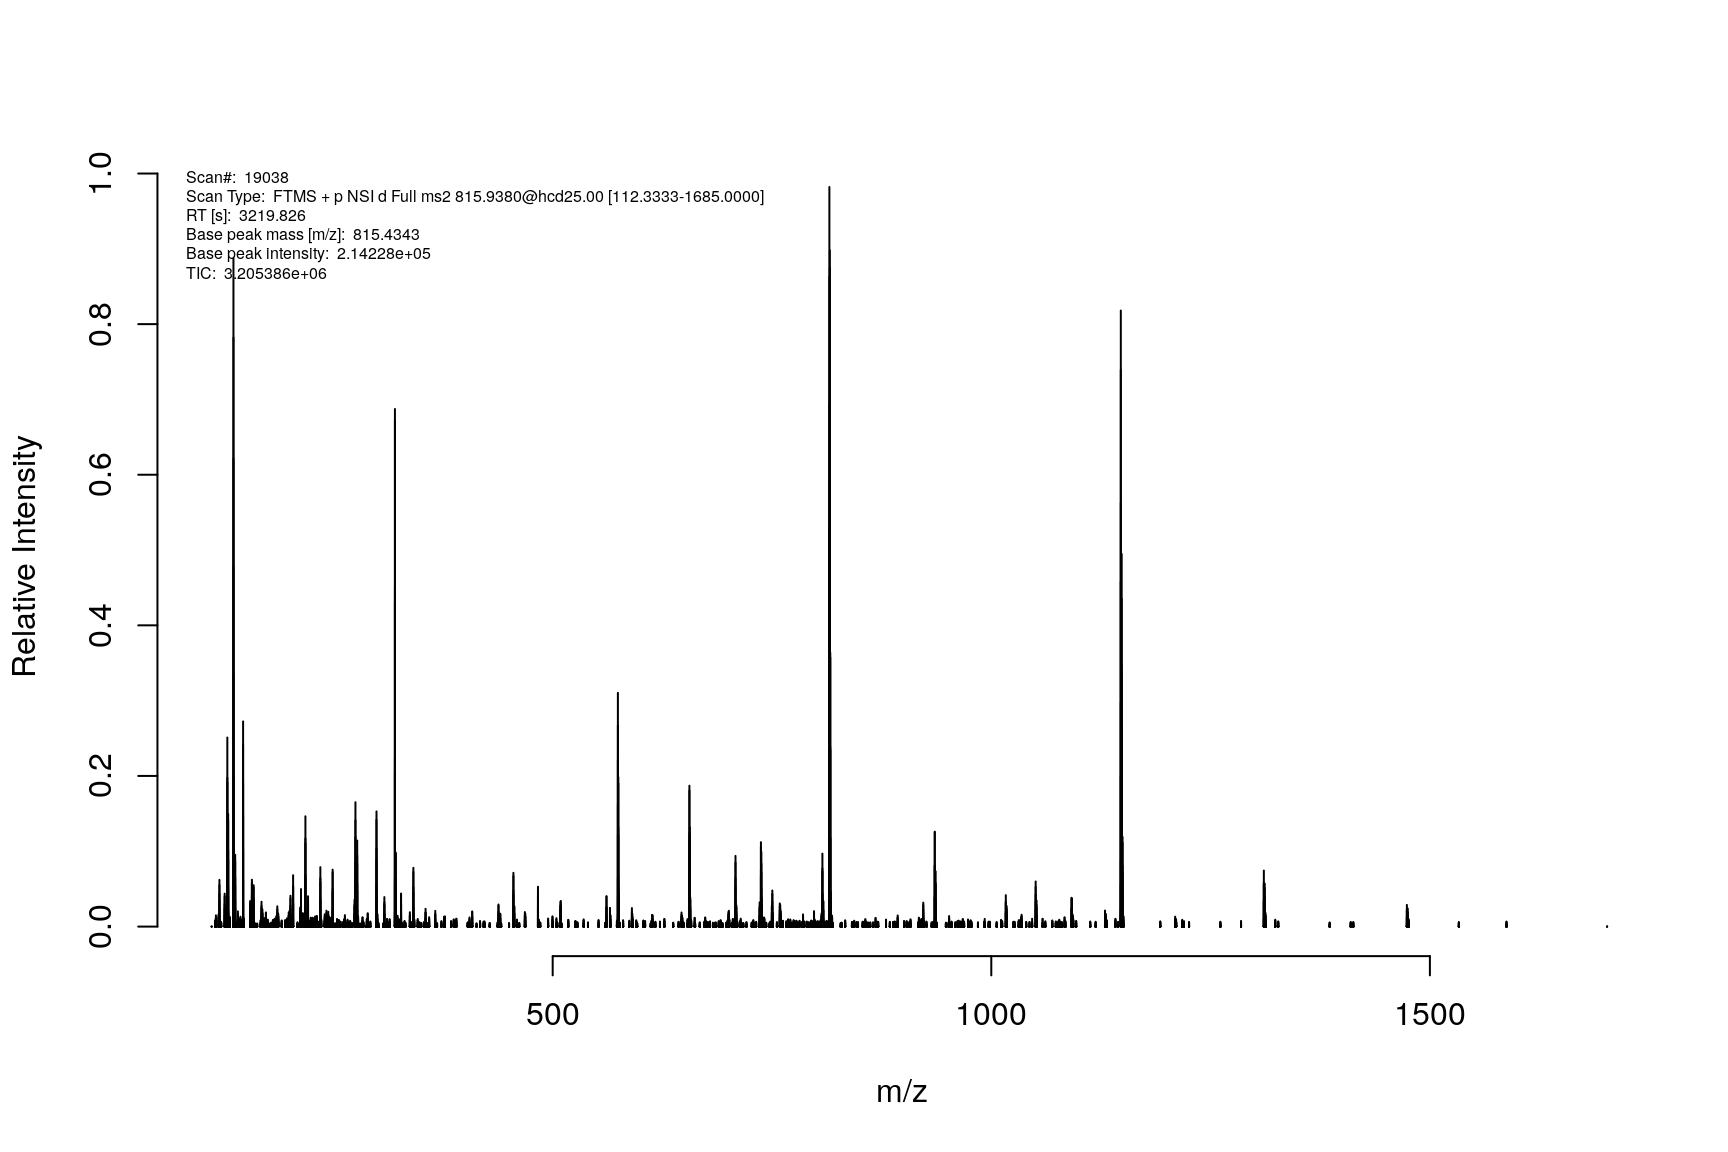 Scan#: 19038
Scan Type: FTMS + p NSI d Full ms2 815.9380@hcd25.00 [112.3333-1685.0000]
RT [s]: 3219.826
Base peak mass [m/z]: 815.4343
Base peak intensity: 2.14228e+05
TIC: 3.205386e+06
1.0
0.8
0.6
0.4
0.2
0.0
Relative Intensity
500 1000 1500
m/z